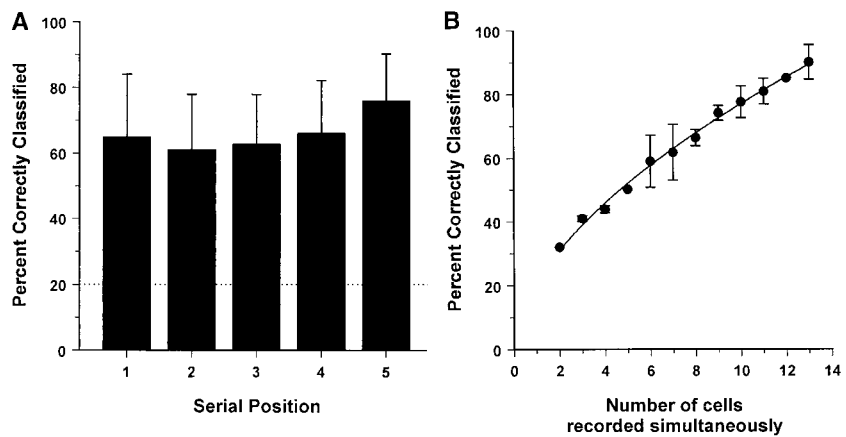 A
Percent Correctly Classified
100
80
60
40
20
0
1 2 3 4 5
Serial Position
B
Percent Correctly Classified
100
80
60
40
20
0
0 2 4 6 8 10 12 14
Number of cells
recorded simultaneously